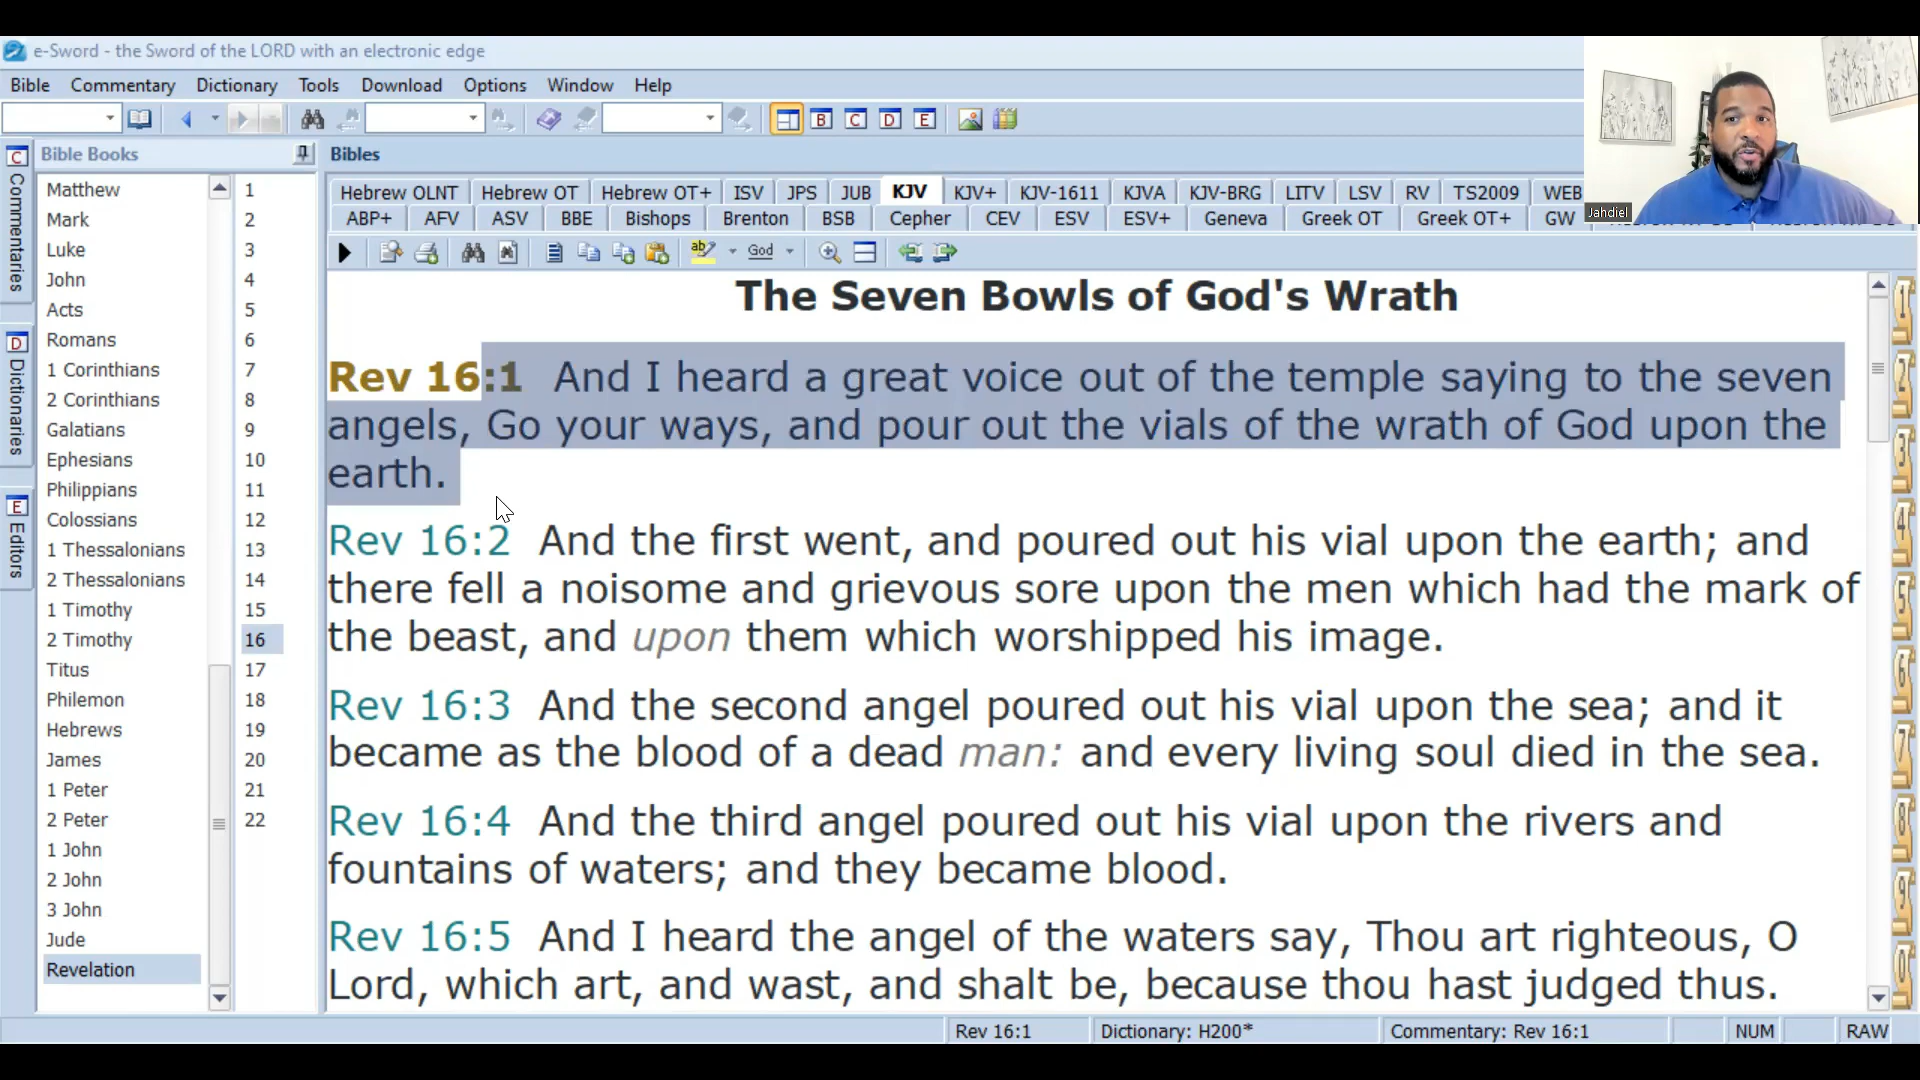 e-Sword - the Sword of the LORD with an electronic edge
Bible Commentary Dictionary Tools Download Options Window Help
B C D E
Bible Books
Bibles
C Commentaries
D Dictionaries
E Editors
Matthew
Mark
Luke
John
Acts
Romans
1 Corinthians
2 Corinthians
Galatians
Ephesians
Philippians
Colossians
1 Thessalonians
2 Thessalonians
1 Timothy
2 Timothy
Titus
Philemon
Hebrews
James
1 Peter
2 Peter
1 John
2 John
3 John
Jude
Revelation
1
2
3
4
5
6
7
8
9
10
11
12
13
14
15
16
17
18
19
20
21
22
Hebrew OLNT Hebrew OT Hebrew OT+ ISV JPS JUB KJV KJV+ KJV-1611 KJVA KJV-BRG LITV LSV RV TS2009 WEB
ABP+ AFV ASV BBE Bishops Brenton BSB Cepher CEV ESV ESV+ Geneva Greek OT Greek OT+ GW
Jahdiel
ab God
The Seven Bowls of God's Wrath
Rev 16:1 And I heard a great voice out of the temple saying to the seven
angels, Go your ways, and pour out the vials of the wrath of God upon the
earth.
Rev 16:2 And the first went, and poured out his vial upon the earth; and
there fell a noisome and grievous sore upon the men which had the mark of
the beast, and upon them which worshipped his image.
Rev 16:3 And the second angel poured out his vial upon the sea; and it
became as the blood of a dead man: and every living soul died in the sea.
Rev 16:4 And the third angel poured out his vial upon the rivers and
fountains of waters; and they became blood.
Rev 16:5 And I heard the angel of the waters say, Thou art righteous, O
Lord, which art, and wast, and shalt be, because thou hast judged thus.
1
2
3
4
5
6
7
8
9
0
Rev 16:1 Dictionary: H200* Commentary: Rev 16:1 NUM RAW